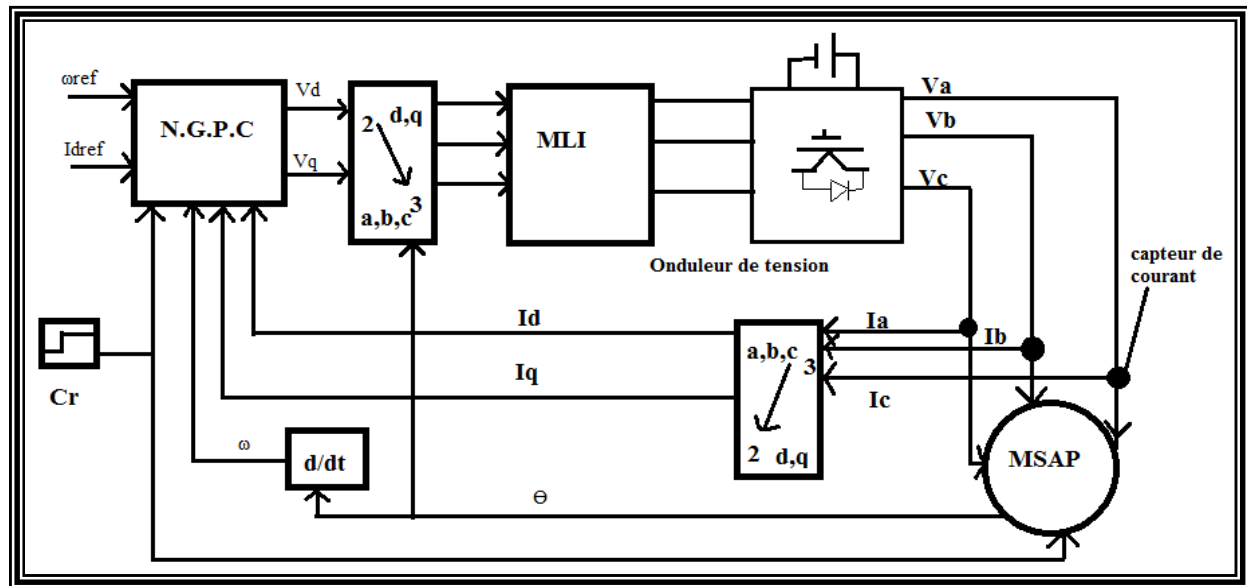 ωref
Idref
N.G.P.C
Vd
Vq
d,q
2
3
a,b,c
MLI
Onduleur de tension
Va
Vb
Vc
capteur de
courant
Ia
Ib
Ic
a,b,c
3
2
d,q
Id
Iq
Cr
ω
d/dt
Ɵ
MSAP